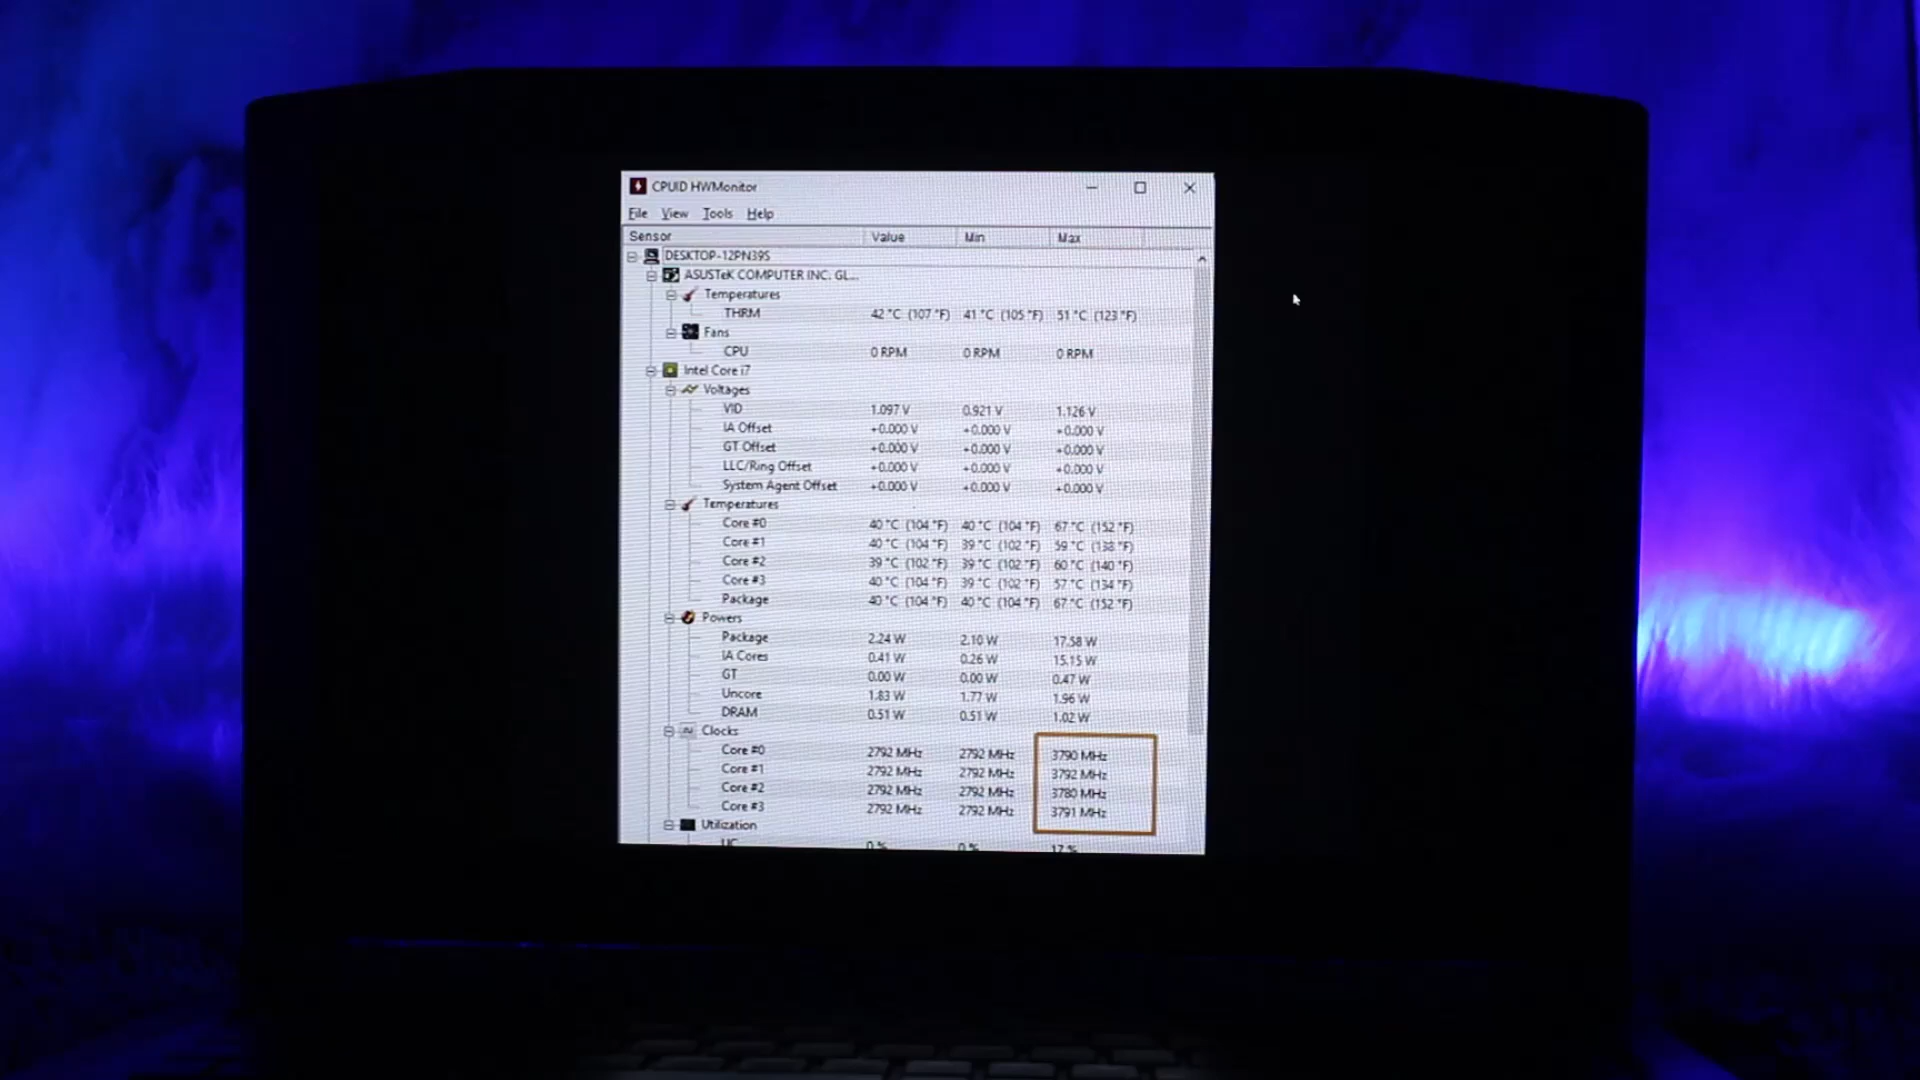 CPUID HWMonitor
File View Tools Help
Sensor Value Min Max
DESKTOP-12PN39S
ASUSTeK COMPUTER INC. GL...
Temperatures
THRM 42 °C (107 °F) 41 °C (105 °F) 51 °C (123 °F)
Fans
CPU 0 RPM 0 RPM 0 RPM
Intel Core i7
Voltages
VID 1.097 V 0.921 V 1.126 V
IA Offset +0.000 V +0.000 V +0.000 V
GT Offset +0.000 V +0.000 V +0.000 V
LLC/Ring Offset +0.000 V +0.000 V +0.000 V
System Agent Offset +0.000 V +0.000 V +0.000 V
Temperatures
Core #0 40 °C (104 °F) 40 °C (104 °F) 67 °C (152 °F)
Core #1 40 °C (104 °F) 39 °C (102 °F) 59 °C (138 °F)
Core #2 39 °C (102 °F) 39 °C (102 °F) 60 °C (140 °F)
Core #3 40 °C (104 °F) 39 °C (102 °F) 57 °C (134 °F)
Package 40 °C (104 °F) 40 °C (104 °F) 67 °C (152 °F)
Powers
Package 2.24 W 2.10 W 17.58 W
IA Cores 0.41 W 0.26 W 15.15 W
GT 0.00 W 0.00 W 0.47 W
Uncore 1.83 W 1.77 W 1.96 W
DRAM 0.51 W 0.51 W 1.02 W
Clocks
Core #0 2792 MHz 2792 MHz 3790 MHz
Core #1 2792 MHz 2792 MHz 3792 MHz
Core #2 2792 MHz 2792 MHz 3780 MHz
Core #3 2792 MHz 2792 MHz 3791 MHz
Utilization
UC 0 % 0 % 17 %